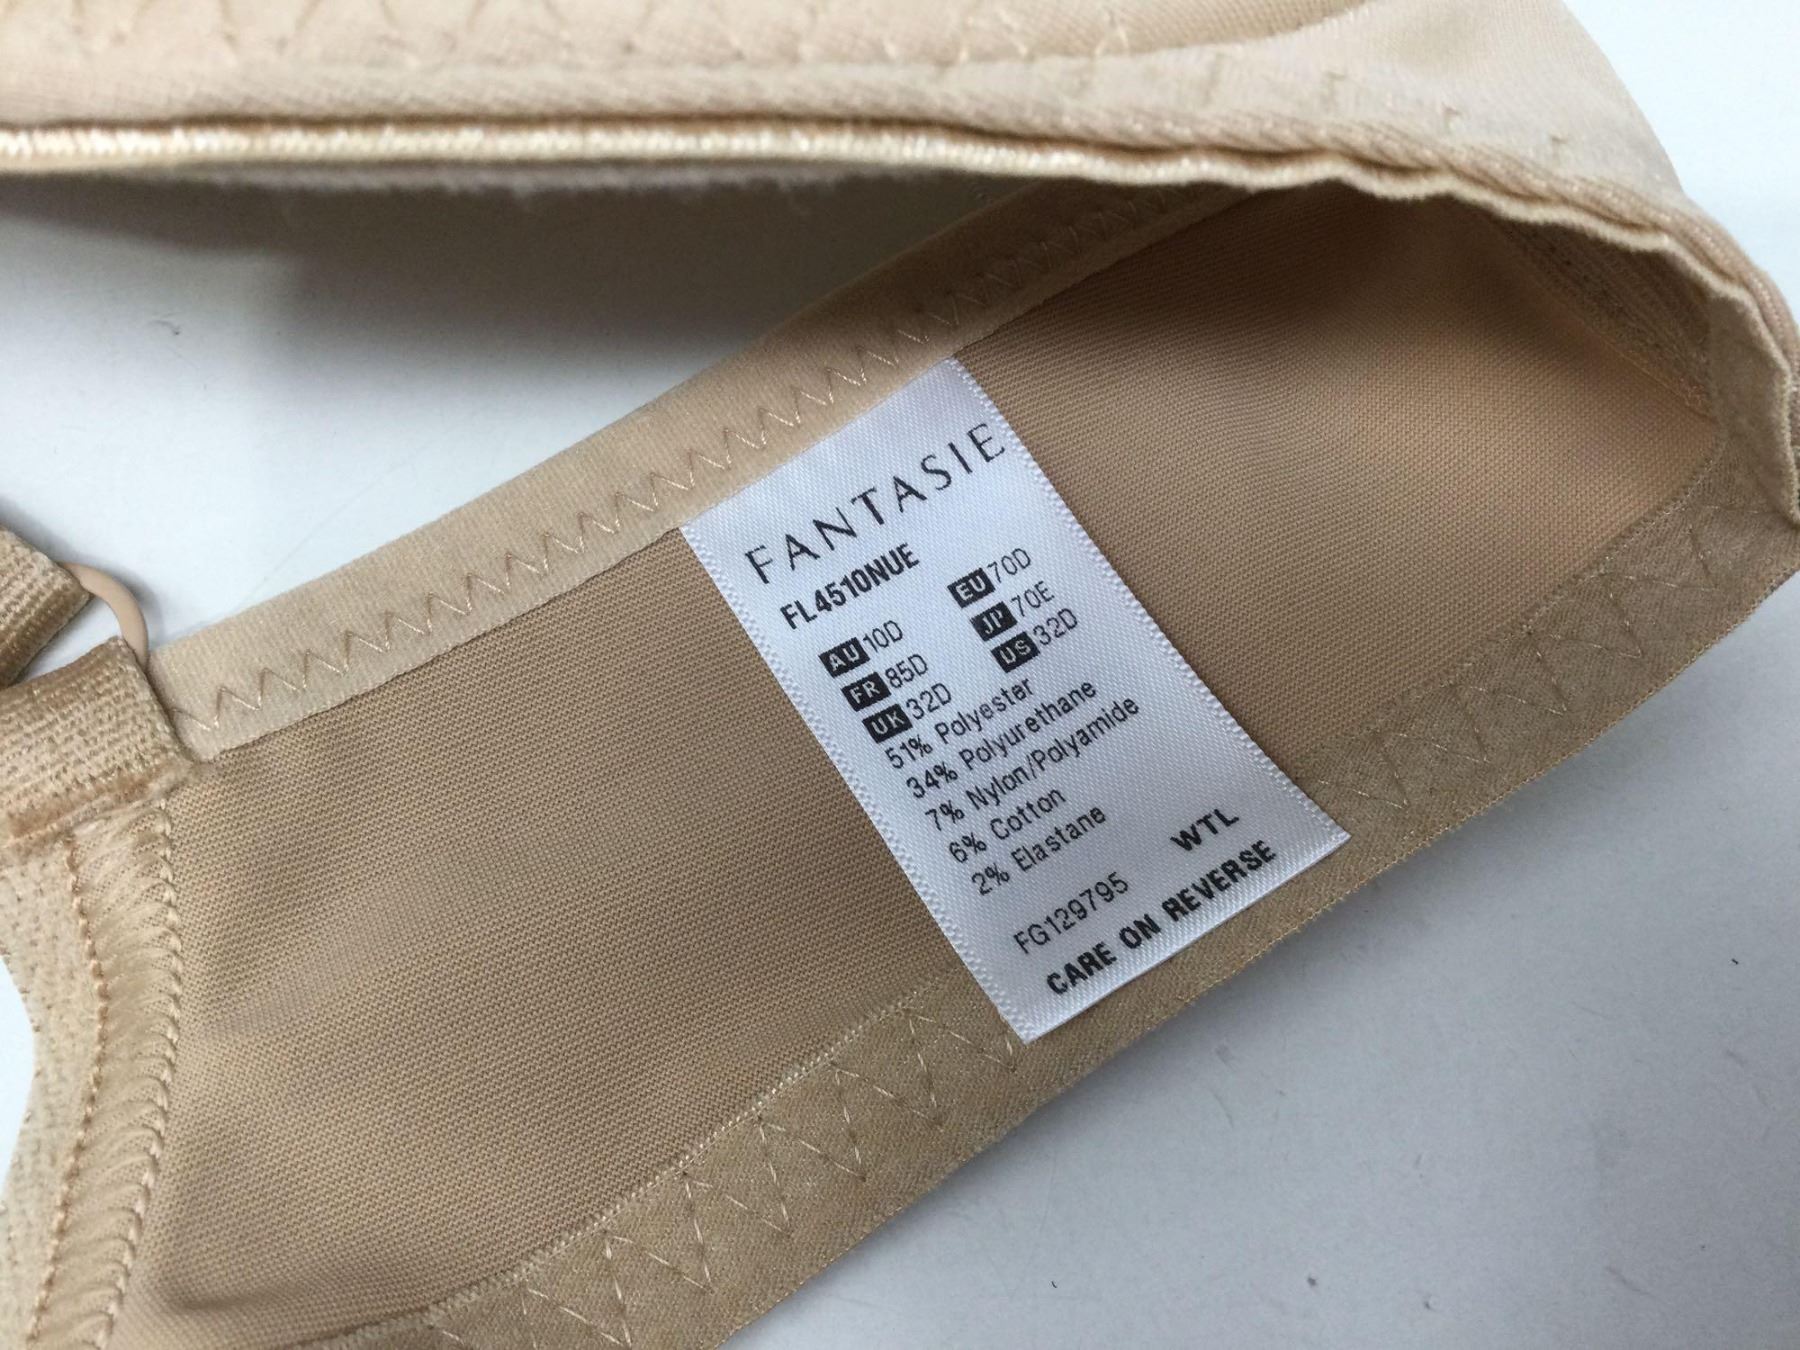 FANTASIE
FL4510NUE
AU 10D EU 70D
FR 85D JP 70E
UK 32D US 32D
51% Polyester
34% Polyurethane
7% Nylon/Polyamide
6% Cotton
2% Elastane
FG129795 WTL
CARE ON REVERSE